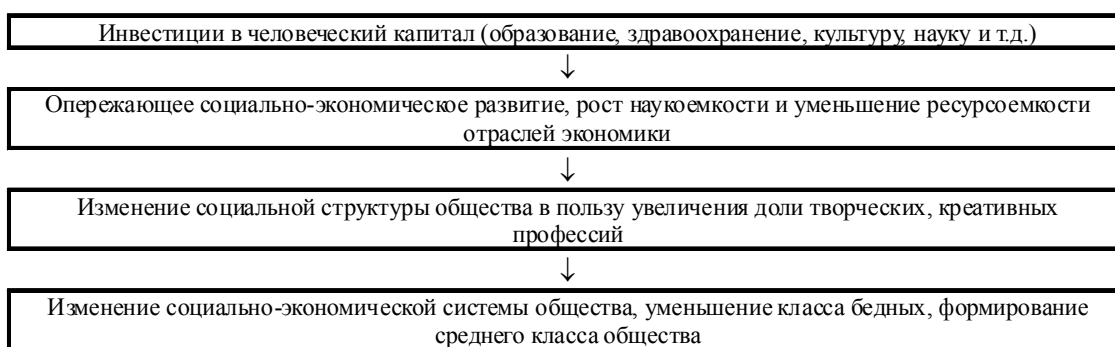 Инвестиции в человеческий капитал (образование, здравоохранение, культуру, науку и т.д.)
↓
Опережающее социально-экономическое развитие, рост наукоемкости и уменьшение ресурсоемкости
отраслей экономики
↓
Изменение социальной структуры общества в пользу увеличения доли творческих, креативных
профессий
↓
Изменение социально-экономической системы общества, уменьшение класса бедных, формирование
среднего класса общества